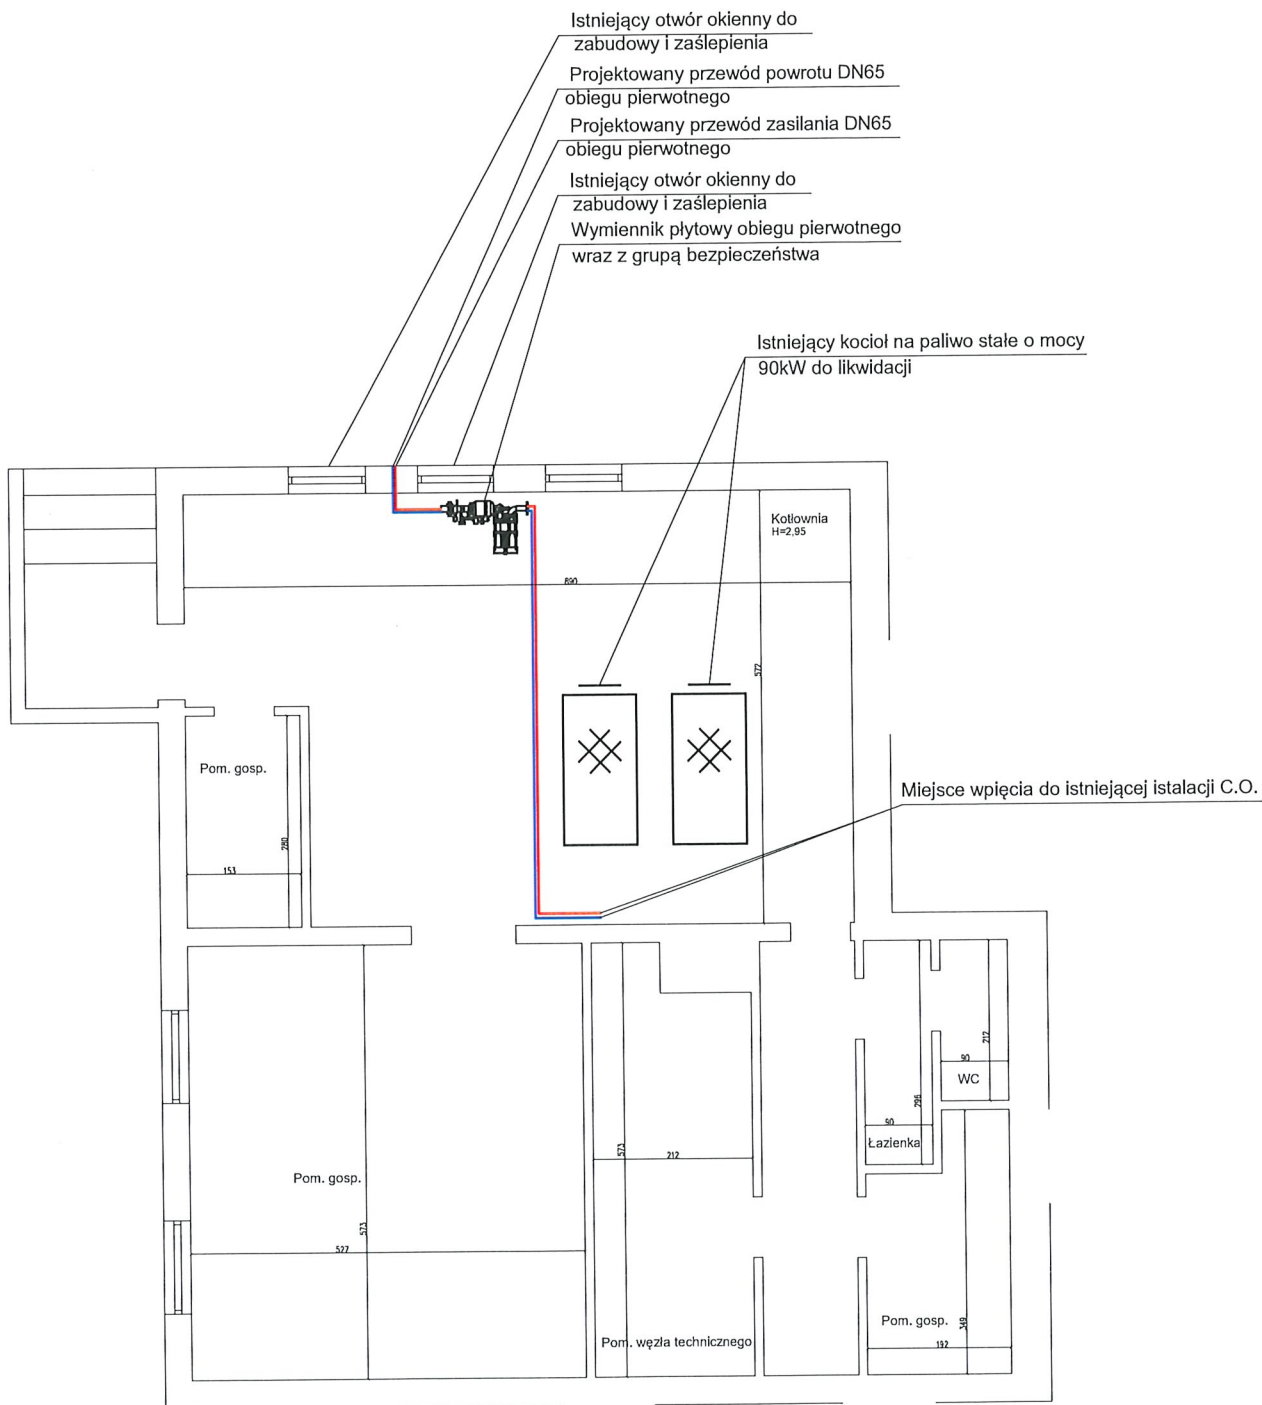 Istniejący otwór okienny do
zabudowy i zaślepienia
Projektowany przewód powrotu DN65
obiegu pierwotnego
Projektowany przewód zasilania DN65
obiegu pierwotnego
Istniejący otwór okienny do
zabudowy i zaślepienia
Wymiennik płytowy obiegu pierwotnego
wraz z grupą bezpieczeństwa
Istniejący kocioł na paliwo stałe o mocy
90kW do likwidacji
Kotłownia
H=2,95
890
572
Pom. gosp.
280
153
Miejsce wpięcia do istniejącej istalacji C.O.
212
90
WC
296
90
Łazienka
573
212
Pom. gosp.
573
527
Pom. węzła technicznego
Pom. gosp.
349
192